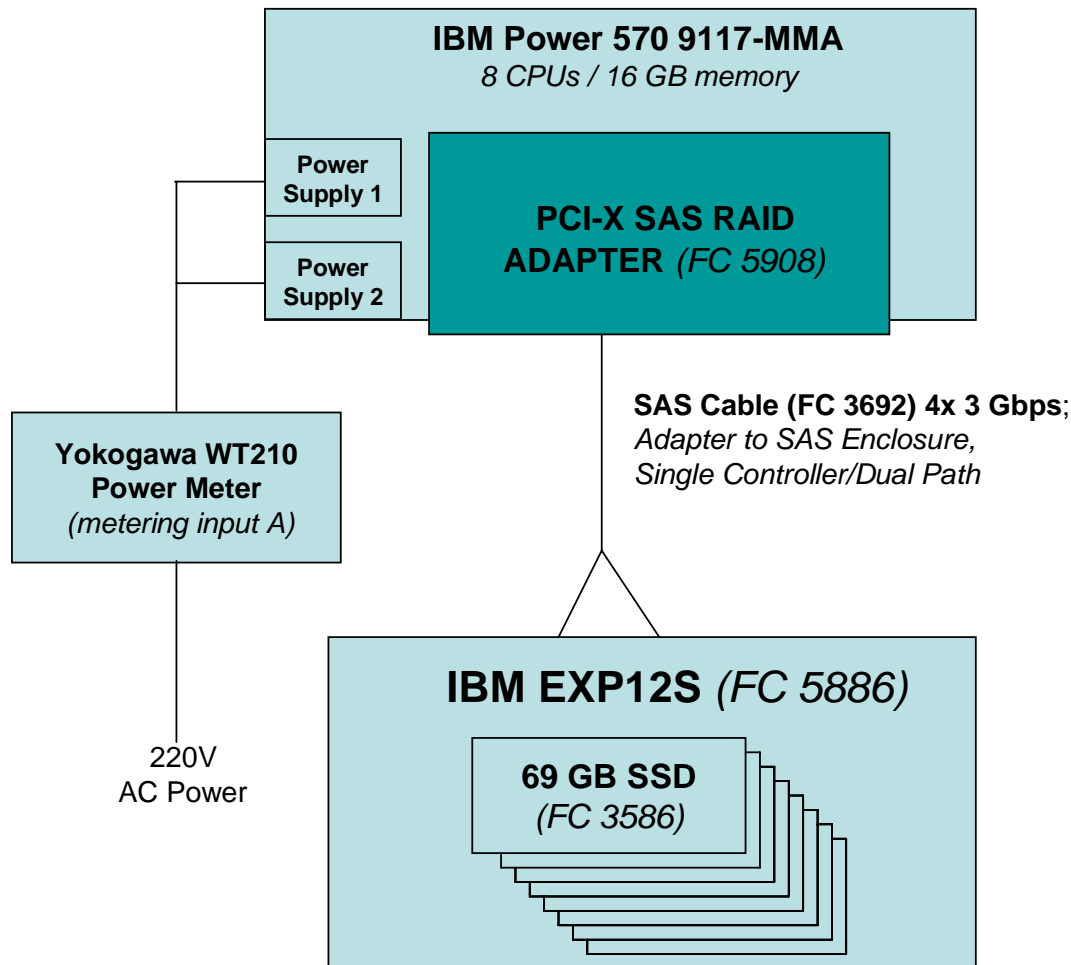 IBM Power 570 9117-MMA
8 CPUs / 16 GB memory
Power
Supply 1
PCI-X SAS RAID
ADAPTER (FC 5908)
Power
Supply 2
SAS Cable (FC 3692) 4x 3 Gbps;
Adapter to SAS Enclosure,
Single Controller/Dual Path
Yokogawa WT210
Power Meter
(metering input A)
220V
AC Power
IBM EXP12S (FC 5886)
69 GB SSD
(FC 3586)